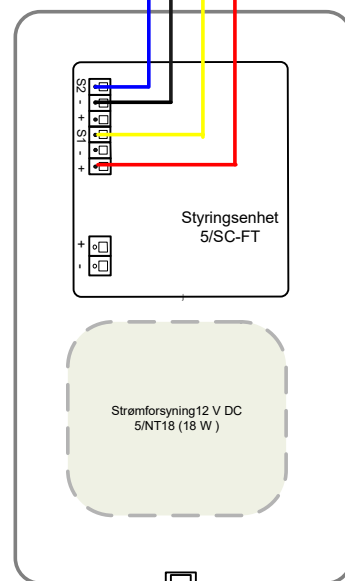 S2
-
+
S1
-
+
Styringsenhet
5/SC-FT
+
-
Strømforsyning12 V DC
5/NT18 (18 W )